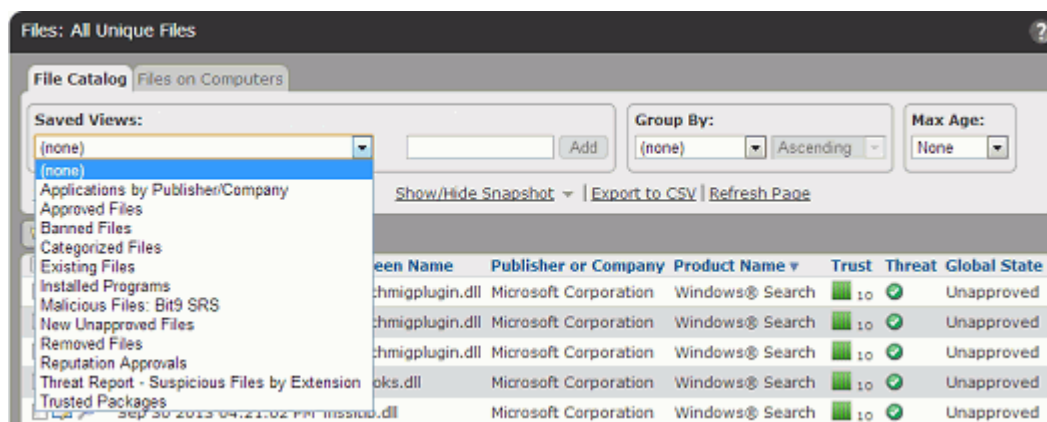 Files: All Unique Files
?
File Catalog Files on Computers
Saved Views: Group By: Max Age:
(none) Add (none) Ascending None
(none)
Applications by Publisher/Company
Show/Hide Snapshot | Export to CSV | Refresh Page
Approved Files
Banned Files
Categorized Files
Existing Files
Installed Programs
Malicious Files: Bit9 SRS
New Unapproved Files
Removed Files
Reputation Approvals
Threat Report - Suspicious Files by Extension
Trusted Packages
een Name Publisher or Company Product Name Trust Threat Global State
chmigplugin.dll Microsoft Corporation Windows® Search 10 Unapproved
chmigplugin.dll Microsoft Corporation Windows® Search 10 Unapproved
chmigplugin.dll Microsoft Corporation Windows® Search 10 Unapproved
oks.dll Microsoft Corporation Windows® Search 10 Unapproved
Sep 30 2013 04:21:02 PM mssitlb.dll Microsoft Corporation Windows® Search 10 Unapproved